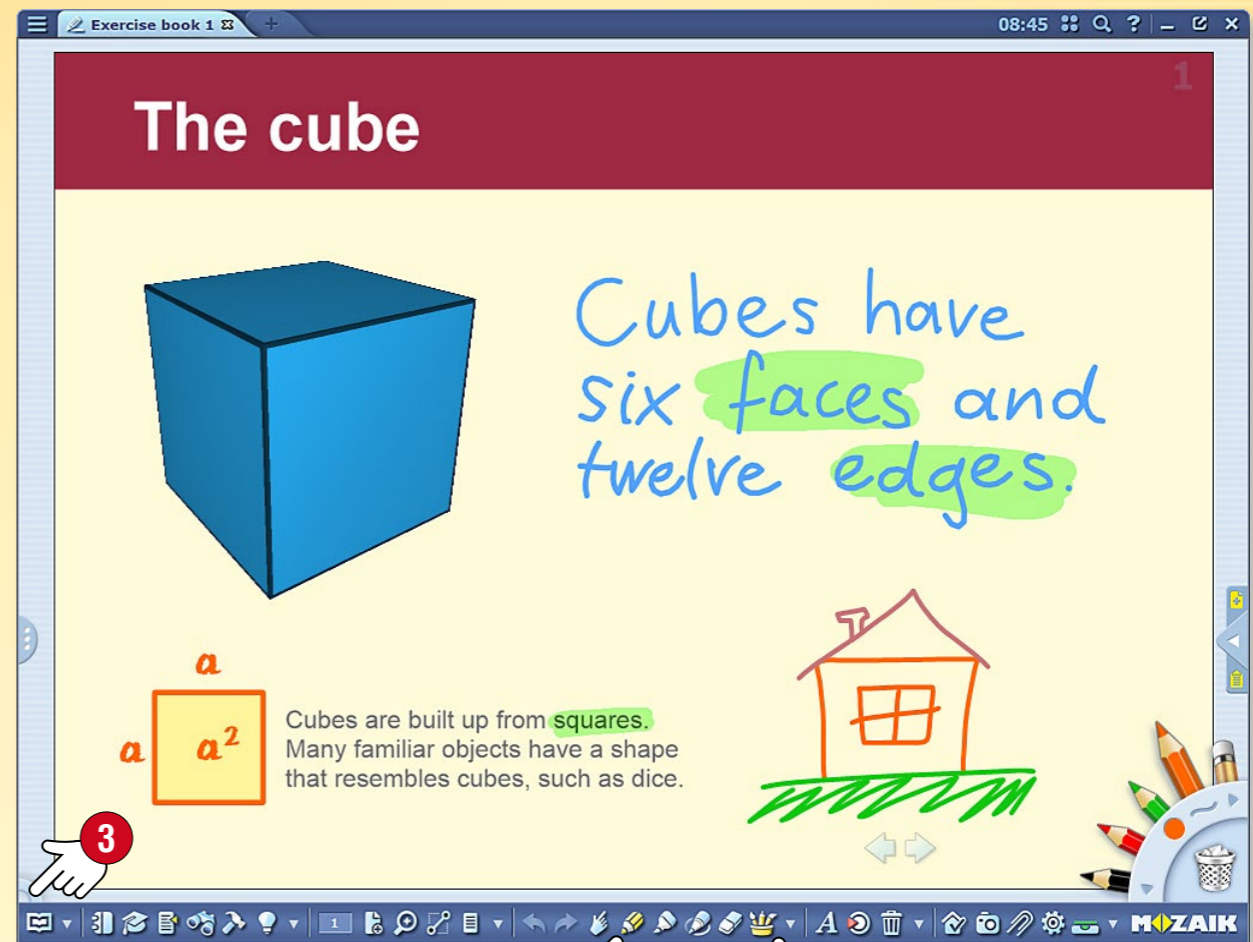 Exercise book 1
08:45
1
The cube
Cubes have
six faces and
twelve edges.
a
a
a²
Cubes are built up from squares.
Many familiar objects have a shape
that resembles cubes, such as dice.
3
1
A
MOZAIK